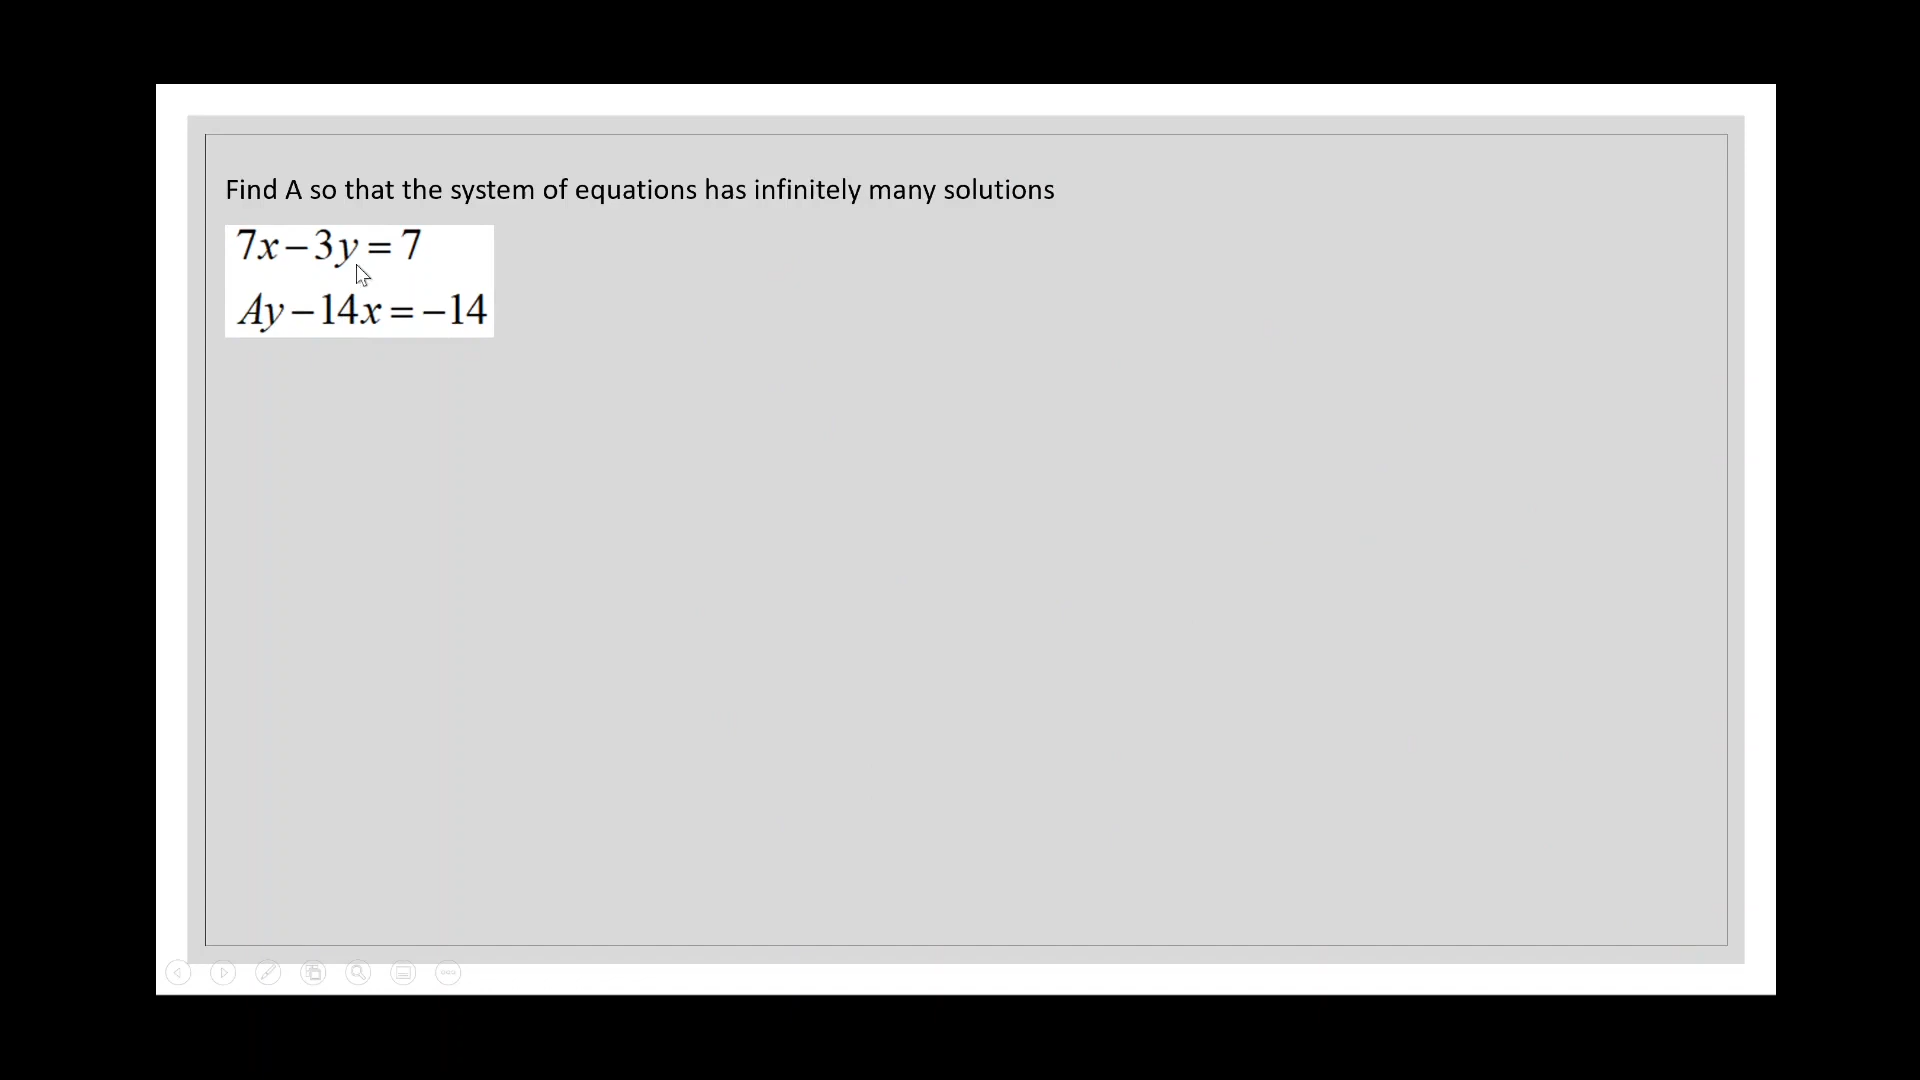 Find A so that the system of equations has infinitely many solutions
7x − 3y = 7
Ay − 14x = −14